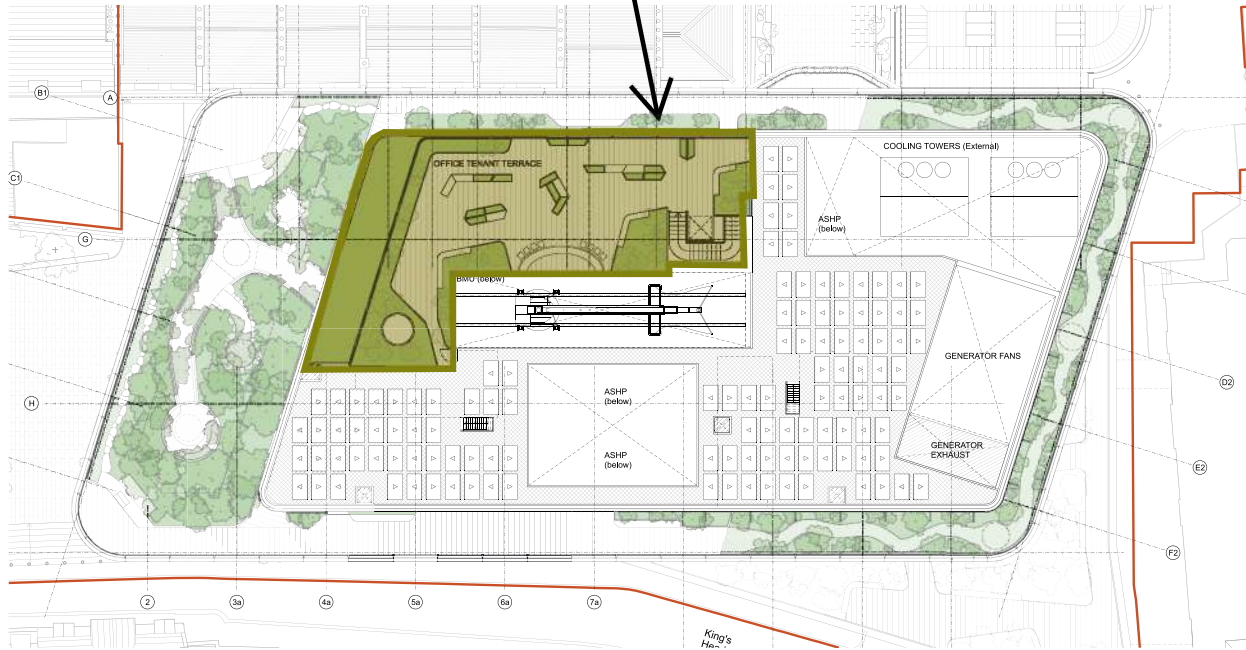 B1
A
COOLING TOWERS (External)
OFFICE TENANT TERRACE
C1
ASHP
(below)
G
BMU (below)
GENERATOR FANS
D2
ASHP
(below)
H
GENERATOR
EXHAUST
ASHP
(below)
E2
F2
2
3a
4a
5a
6a
7a
King's